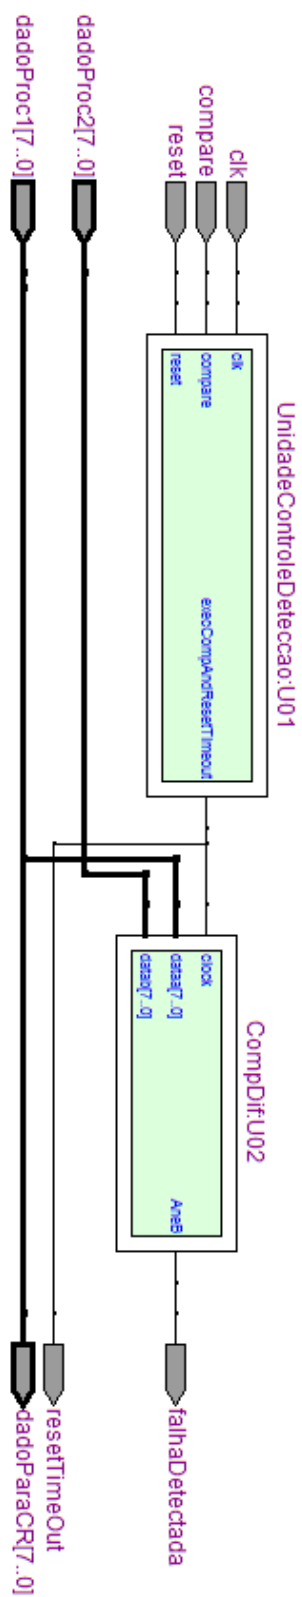 UnidadeControleDeteccao:U01
clk
compare
reset
clk
compare
reset
execCompAndResetTimeout
dadoProc2[7..0]
dadoProc1[7..0]
CompDif:U02
clock
dataa[7..0]
datab[7..0]
AneB
falhaDetectada
resetTimeOut
dadoParaCR[7..0]